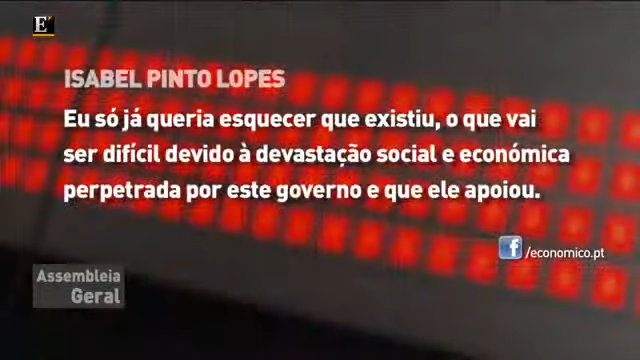 E
ISABEL PINTO LOPES
Eu só já queria esquecer que existiu, o que vai
ser difícil devido à devastação social e económica
perpetrada por este governo e que ele apoiou.
f /economico.pt
Assembleia
Geral